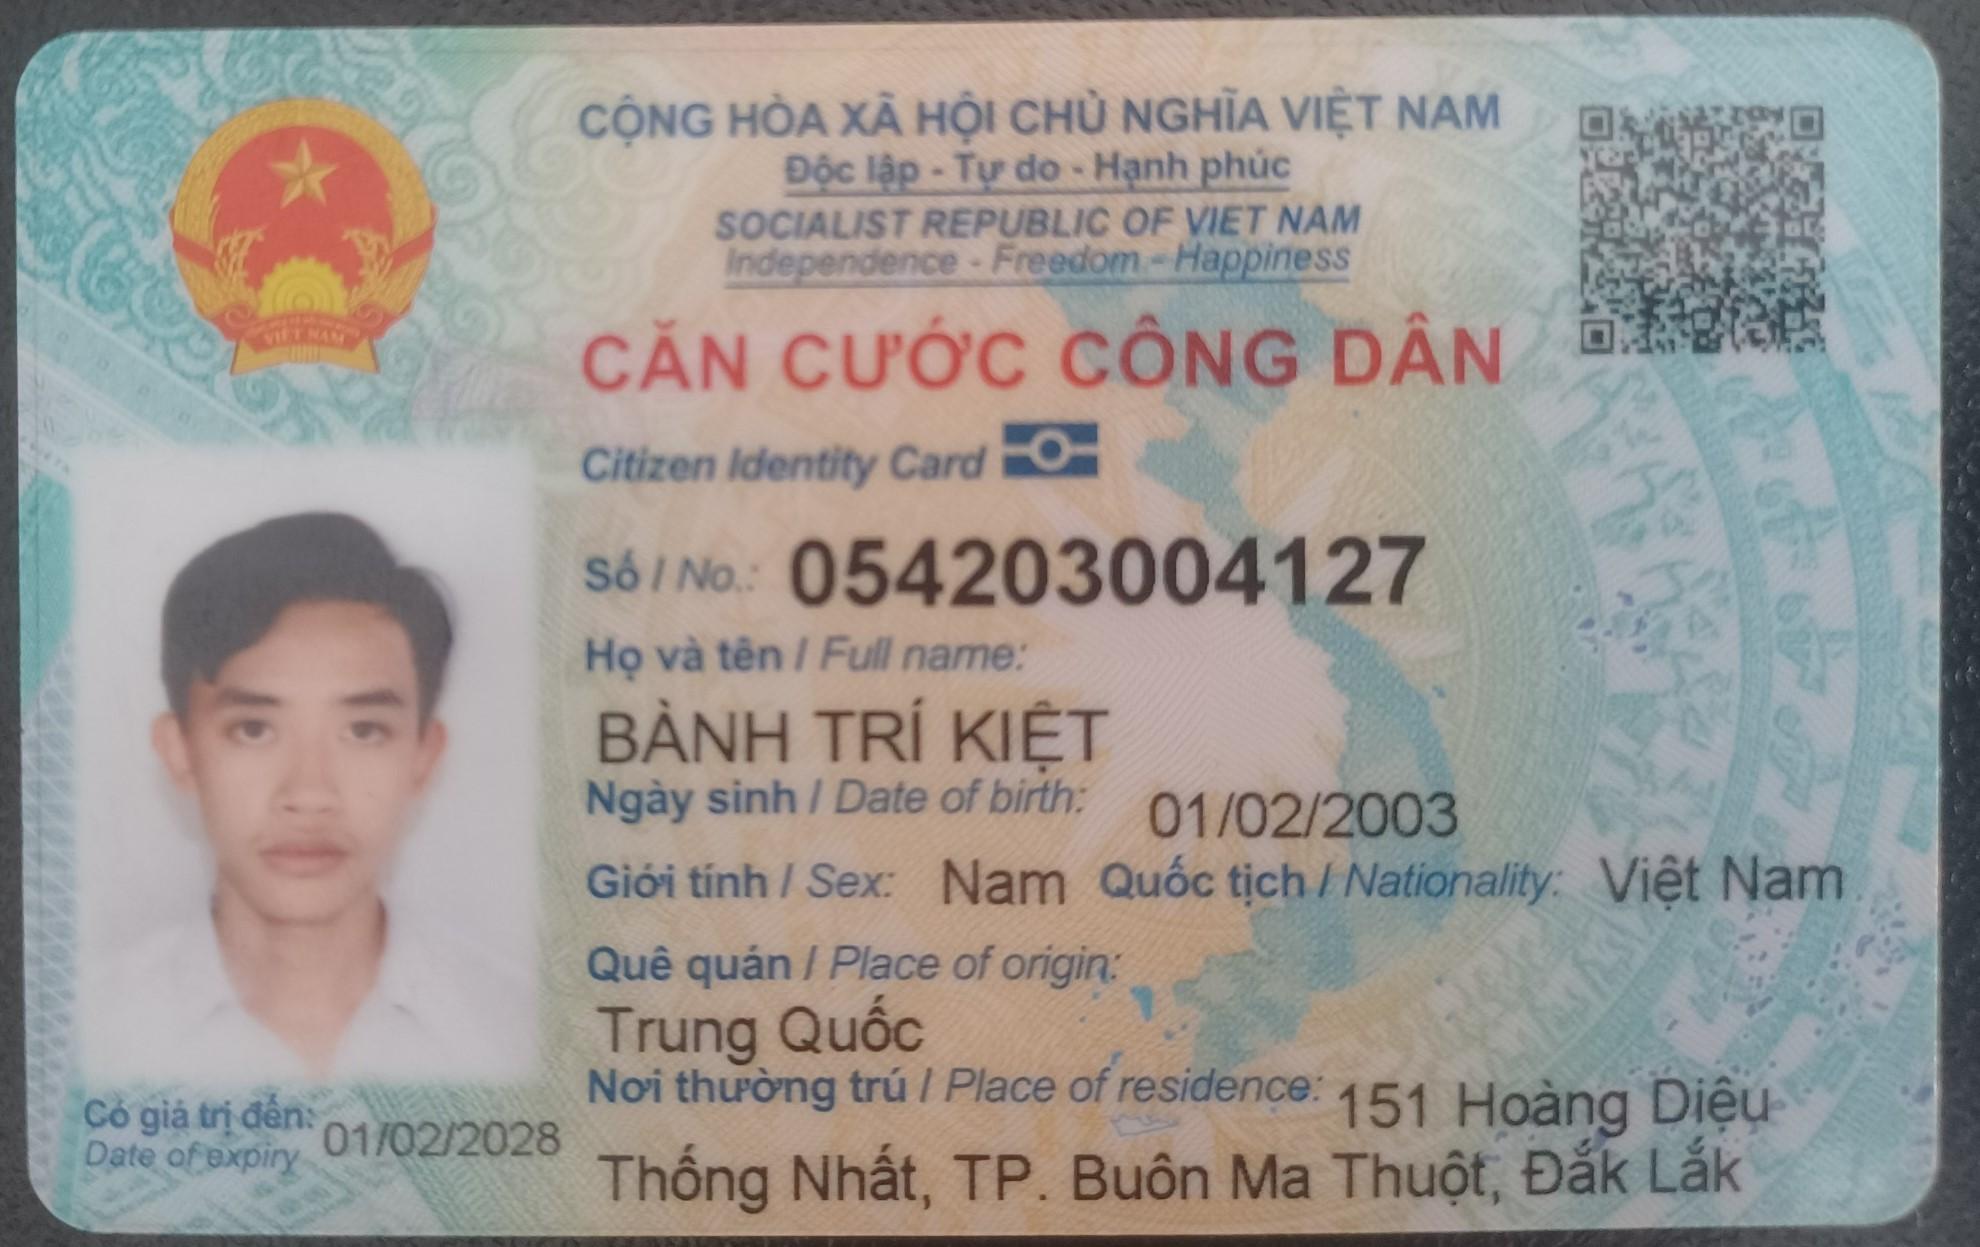 CỘNG HÒA XÃ HỘI CHỦ NGHĨA VIỆT NAM
Độc lập - Tự do - Hạnh phúc
SOCIALIST REPUBLIC OF VIET NAM
Independence - Freedom - Happiness
CĂN CƯỚC CÔNG DÂN
Citizen Identity Card
Số / No.: 054203004127
Họ và tên / Full name:
BÀNH TRÍ KIỆT
Ngày sinh / Date of birth: 01/02/2003
Giới tính / Sex: Nam Quốc tịch / Nationality: Việt Nam
Quê quán / Place of origin:
Trung Quốc
Nơi thường trú / Place of residence: 151 Hoàng Diệu
Thống Nhất, TP. Buôn Ma Thuột, Đắk Lắk
Có giá trị đến: 01/02/2028
Date of expiry
VIỆT NAM